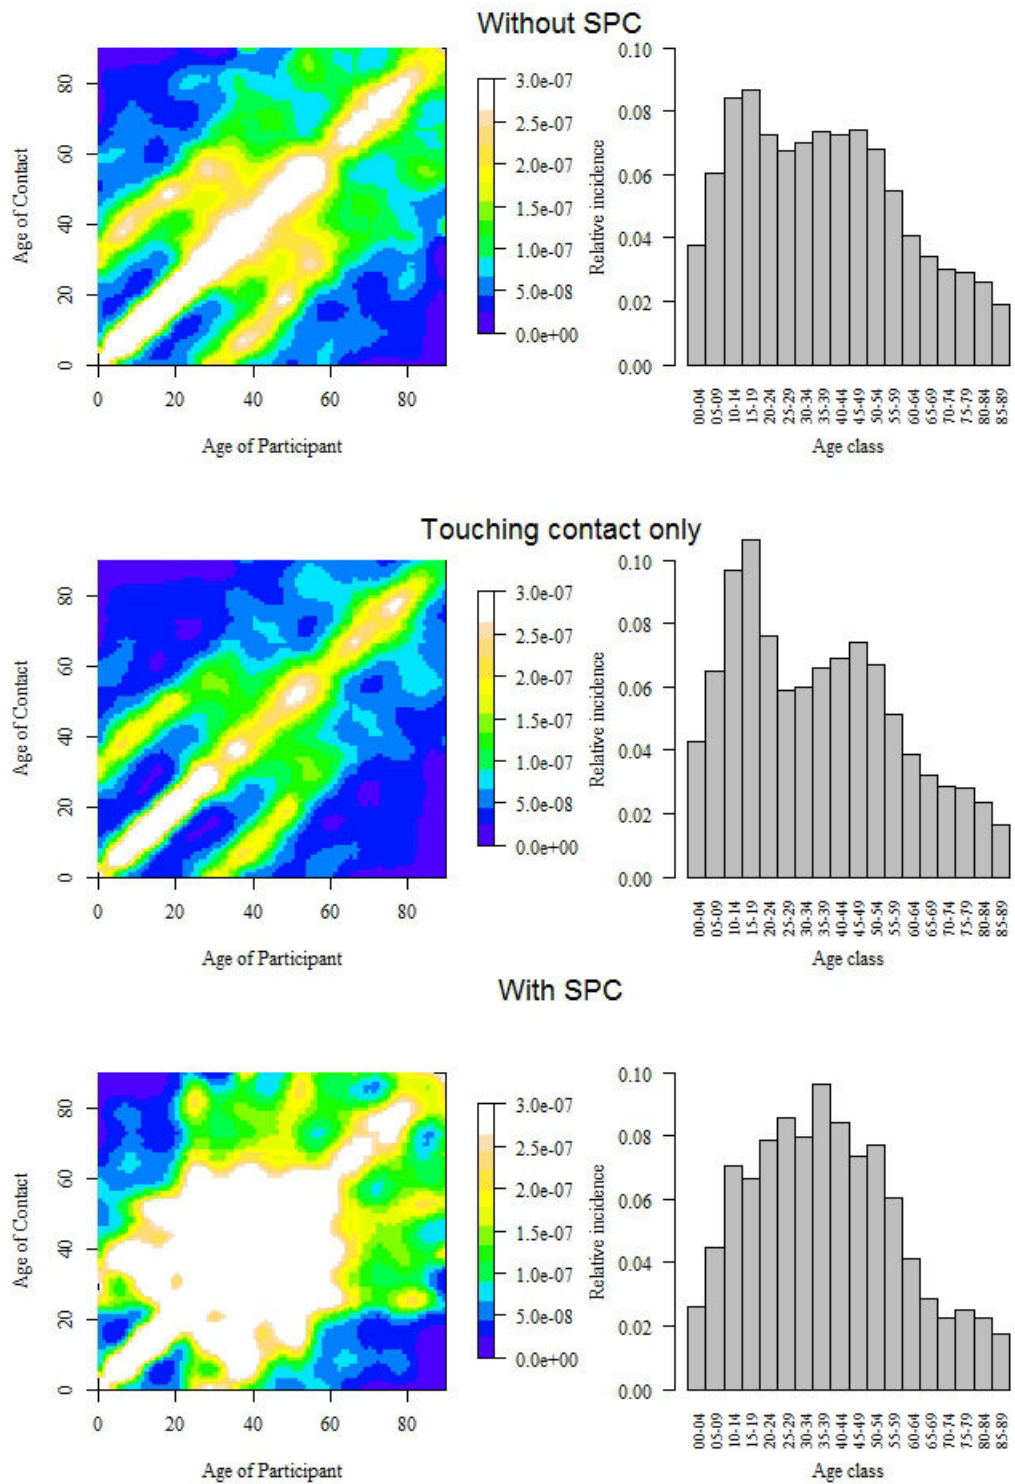 Without SPC
Age of Contact
80
60
40
20
0
0 20 40 60 80
Age of Participant
3.0e-07
2.5e-07
2.0e-07
1.5e-07
1.0e-07
5.0e-08
0.0e+00
Relative incidence
0.10
0.08
0.06
0.04
0.02
0.00
00-04 05-09 10-14 15-19 20-24 25-29 30-34 35-39 40-44 45-49 50-54 55-59 60-64 65-69 70-74 75-79 80-84 85-89
Age class
Touching contact only
Age of Contact
80
60
40
20
0
0 20 40 60 80
Age of Participant
3.0e-07
2.5e-07
2.0e-07
1.5e-07
1.0e-07
5.0e-08
0.0e+00
Relative incidence
0.10
0.08
0.06
0.04
0.02
0.00
00-04 05-09 10-14 15-19 20-24 25-29 30-34 35-39 40-44 45-49 50-54 55-59 60-64 65-69 70-74 75-79 80-84 85-89
Age class
With SPC
Age of Contact
80
60
40
20
0
0 20 40 60 80
Age of Participant
3.0e-07
2.5e-07
2.0e-07
1.5e-07
1.0e-07
5.0e-08
0.0e+00
Relative incidence
0.10
0.08
0.06
0.04
0.02
0.00
00-04 05-09 10-14 15-19 20-24 25-29 30-34 35-39 40-44 45-49 50-54 55-59 60-64 65-69 70-74 75-79 80-84 85-89
Age class